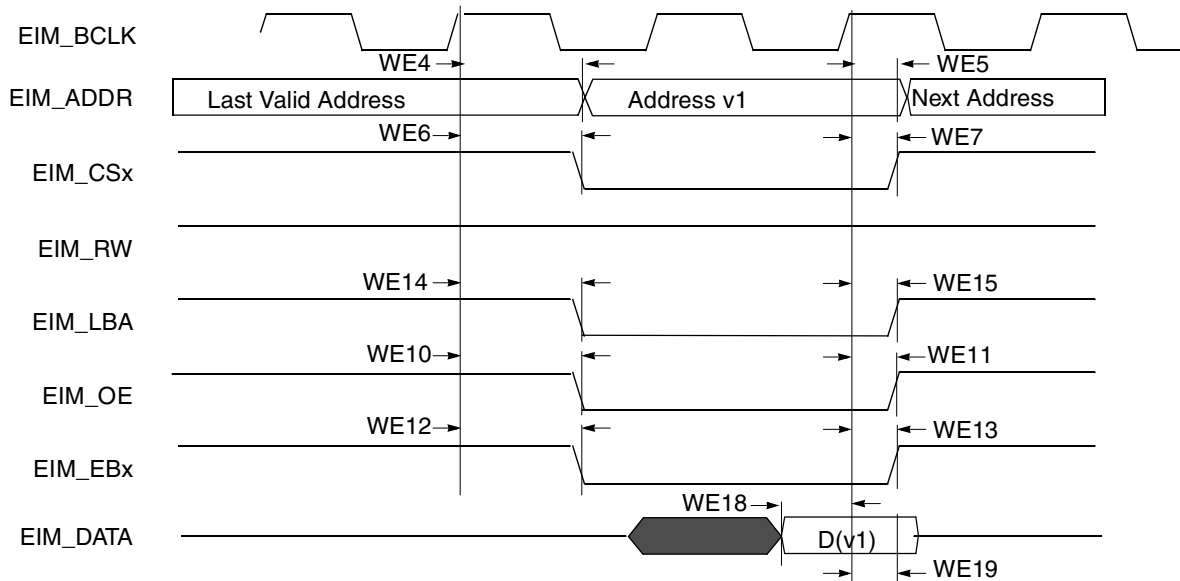 EIM_BCLK
WE4
WE5
EIM_ADDR
Last Valid Address
Address v1
Next Address
WE6
WE7
EIM_CSx
EIM_RW
WE14
WE15
EIM_LBA
WE10
WE11
EIM_OE
WE12
WE13
EIM_EBx
WE18
EIM_DATA
D(v1)
WE19